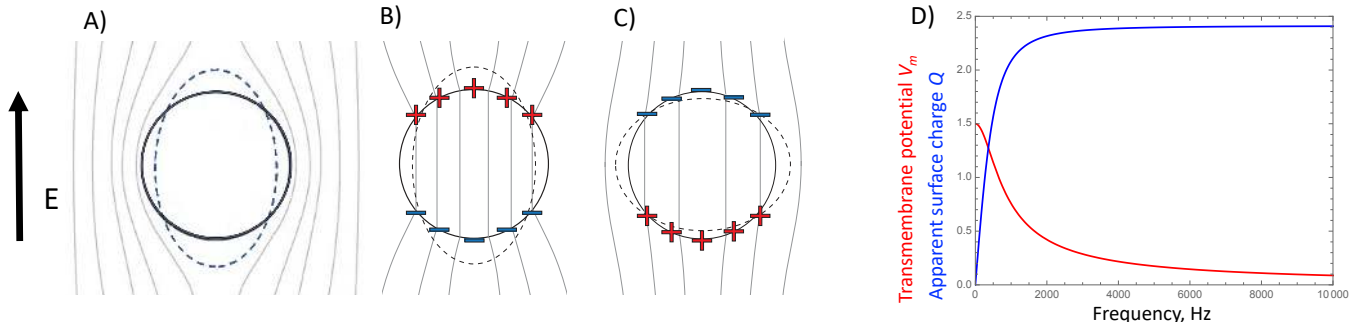 A)
B)
C)
D)
E
Transmembrane potential Vm
Apparent surface charge Q
2.5
2.0
1.5
1.0
0.5
0.0
0
2000
4000
6000
8000
10 000
Frequency, Hz